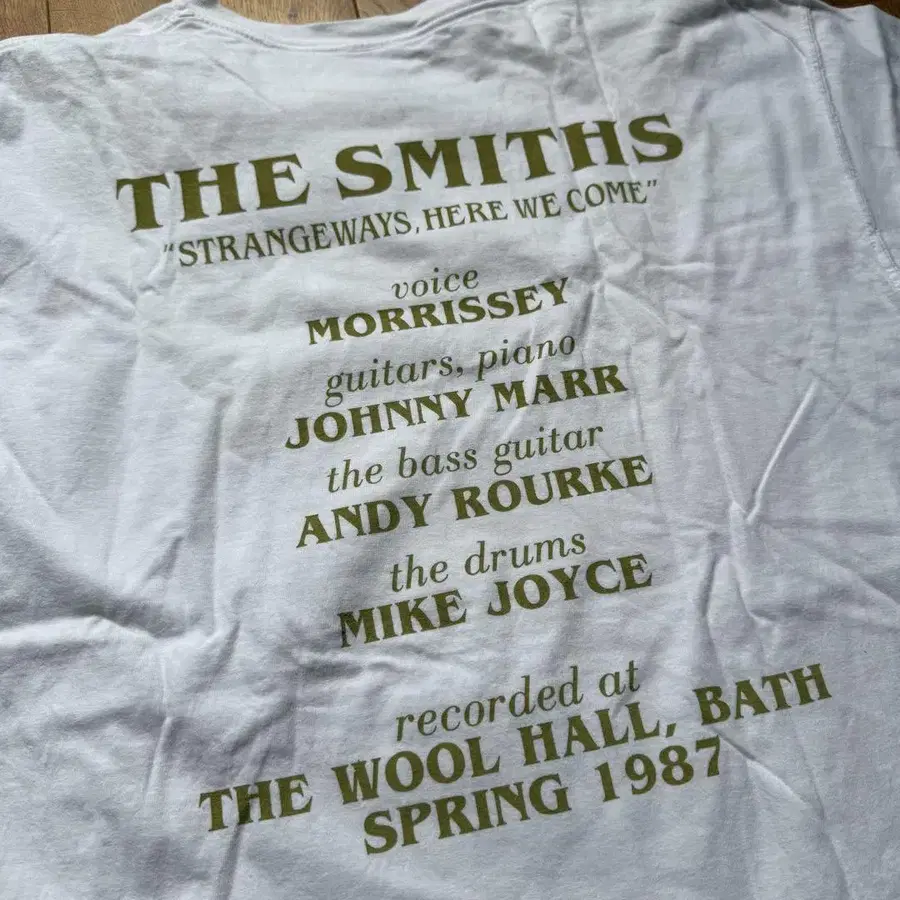 THE SMITHS
"STRANGEWAYS, HERE WE COME"
voice
MORRISSEY
guitars, piano
JOHNNY MARR
the bass guitar
ANDY ROURKE
the drums
MIKE JOYCE
recorded at
THE WOOL HALL, BATH
SPRING 1987